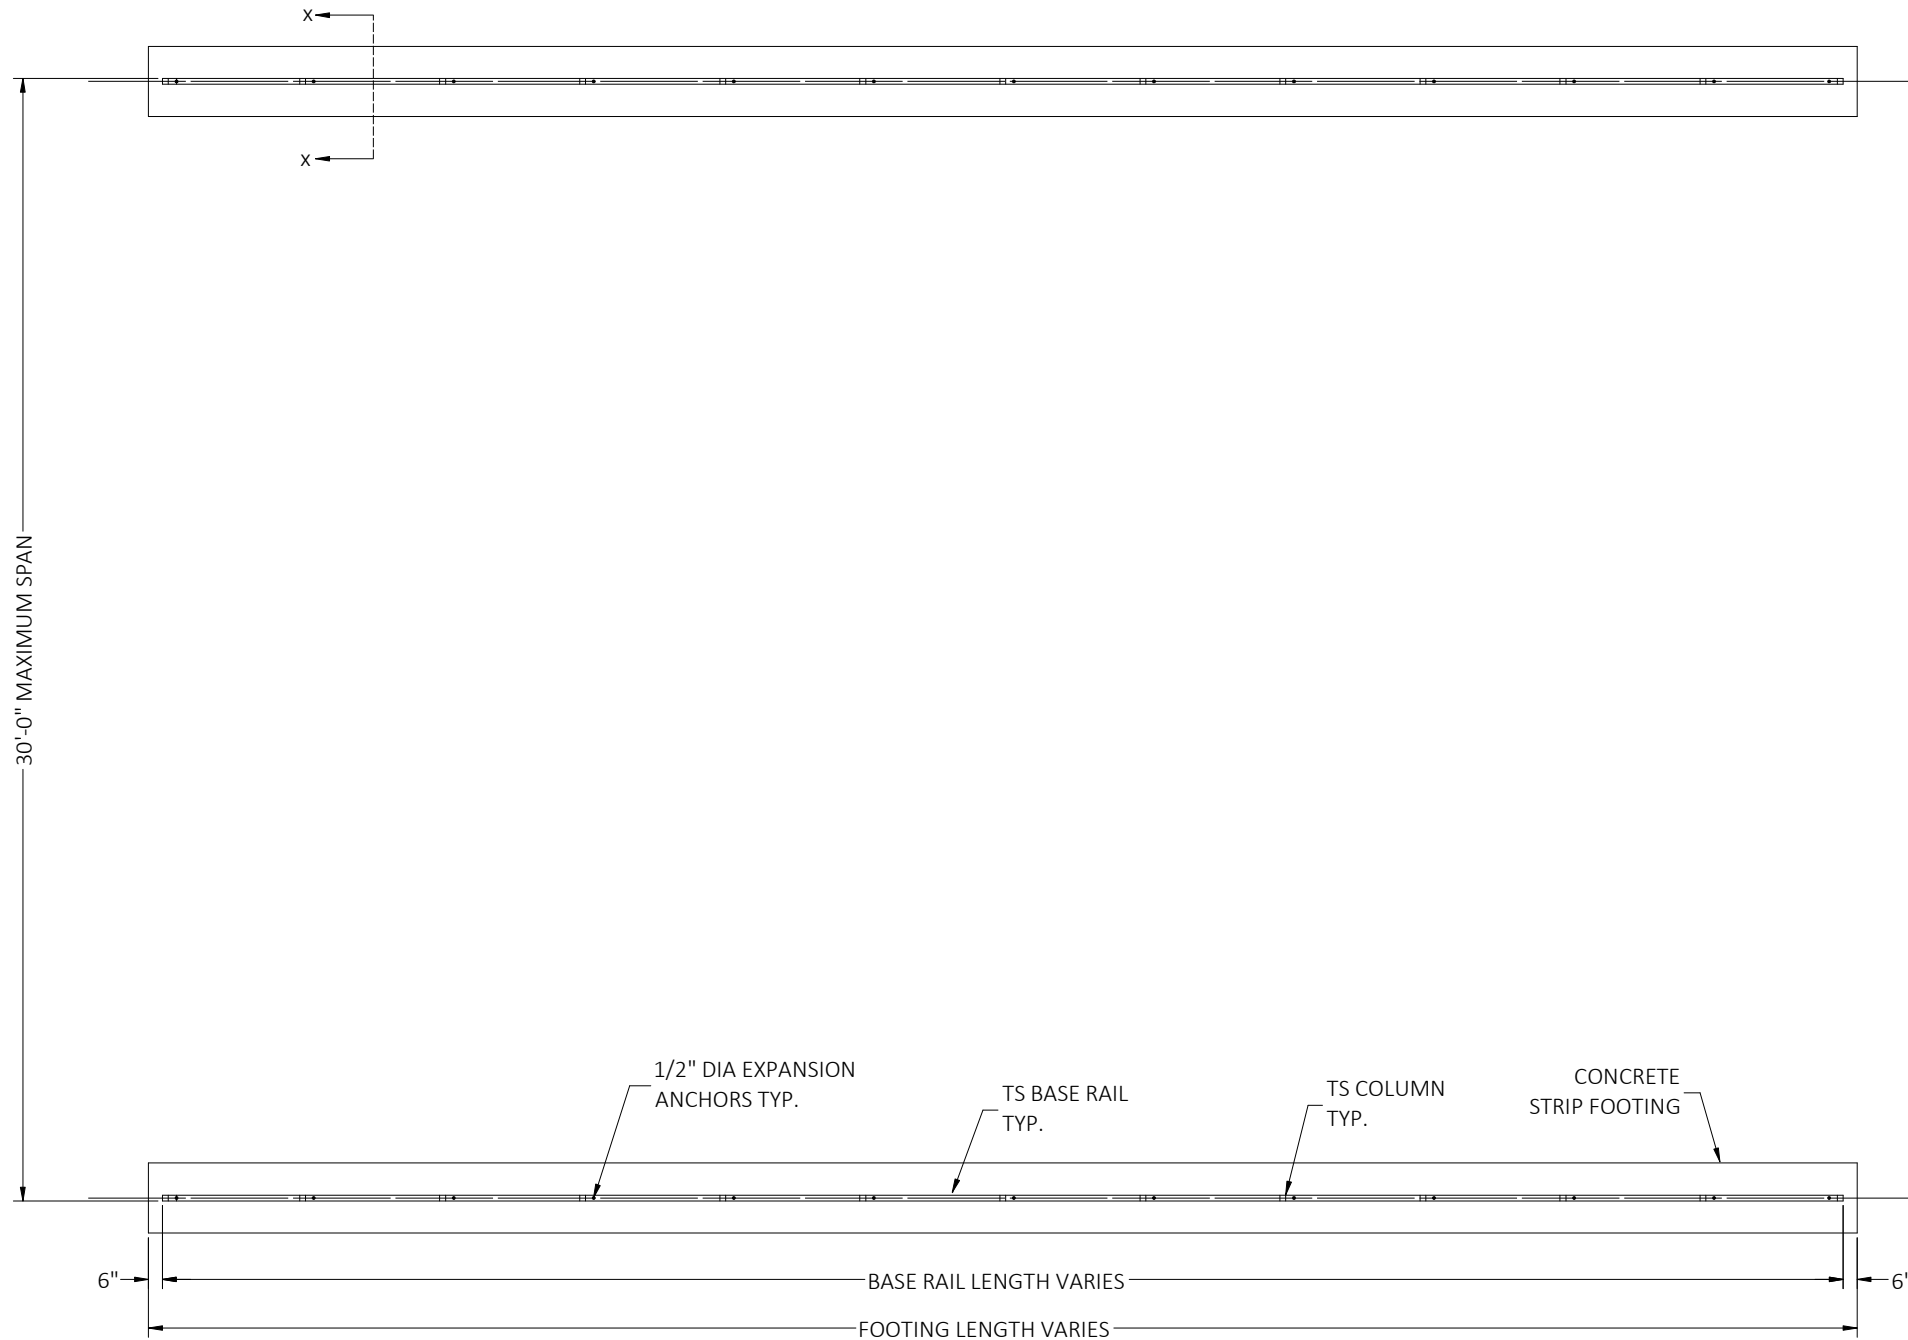 X
X
30'-0" MAXIMUM SPAN
1/2" DIA EXPANSION
ANCHORS TYP.
TS BASE RAIL
TYP.
TS COLUMN
TYP.
CONCRETE
STRIP FOOTING
6"
BASE RAIL LENGTH VARIES
6"
FOOTING LENGTH VARIES